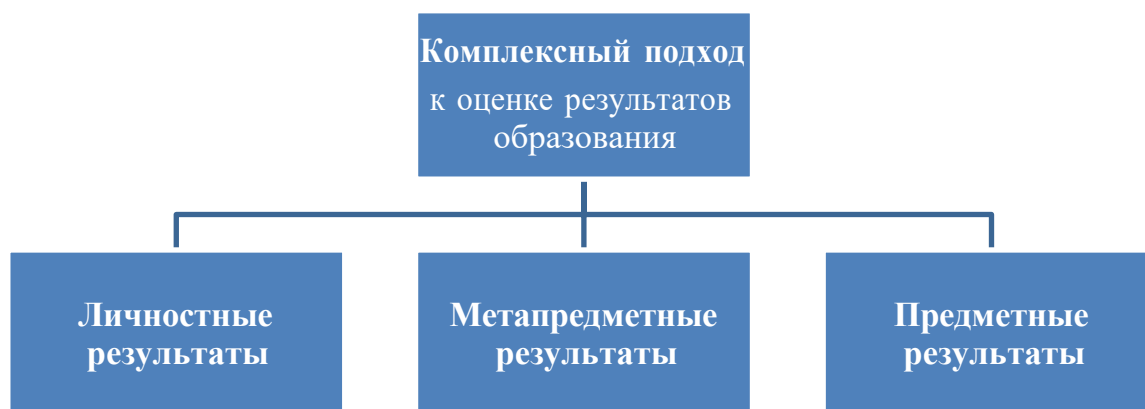 Комплексный подход
к оценке результатов
образования
Личностные
результаты
Метапредметные
результаты
Предметные
результаты